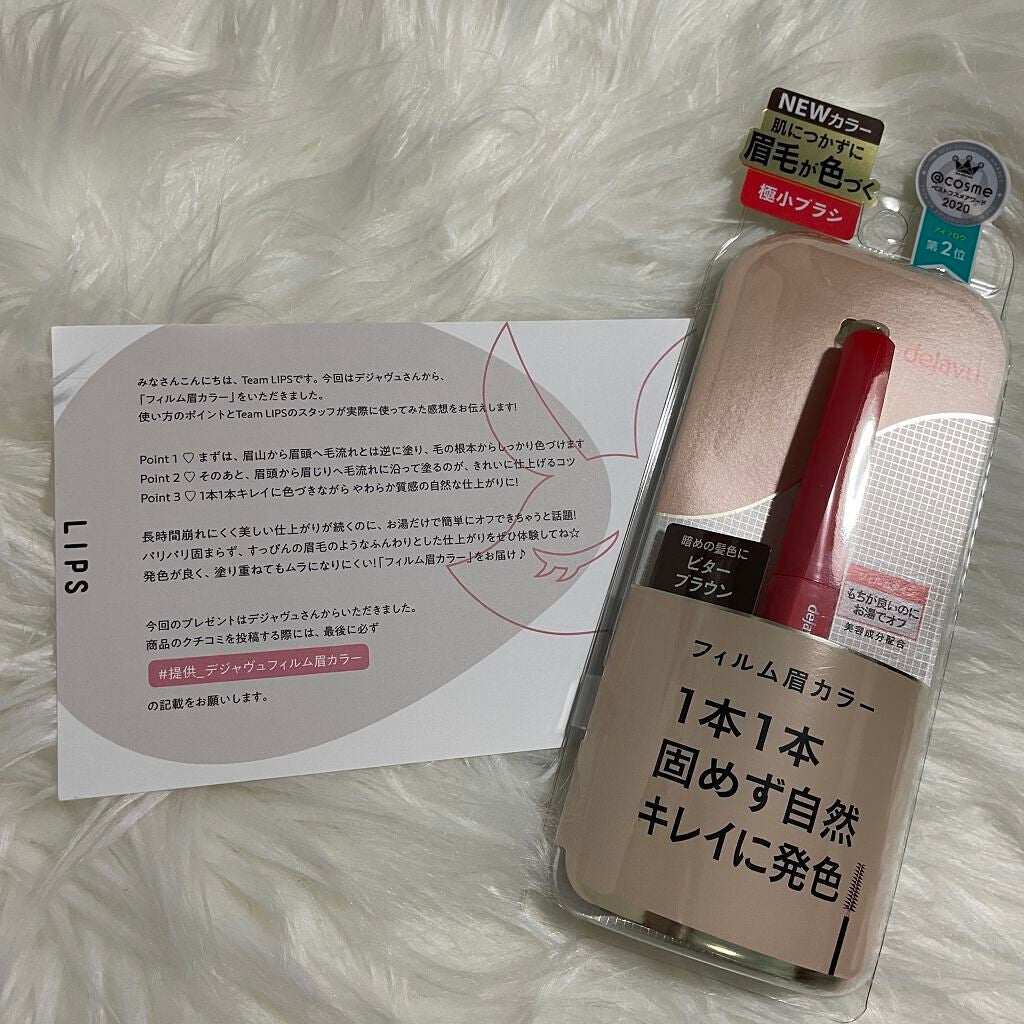 みなさんこんにちは、Team LIPSです。今回はデジャヴュさんから、
「フィルム眉カラー」をいただきました。
使い方のポイントとTeam LIPSのスタッフが実際に使ってみた感想をお伝えします!
Point 1 ♡ まずは、眉山から眉頭へ毛流れとは逆に塗り、毛の根本からしっかり色づけます
Point 2 ♡ そのあと、眉頭から眉じりへ毛流れに沿って塗るのが、きれいに仕上げるコツ
Point 3 ♡ 1本1本キレイに色づきながら やわらか質感の自然な仕上がりに!
長時間崩れにくく美しい仕上がりが続くのに、お湯だけで簡単にオフできちゃうと話題!
パリパリ固まらず、すっぴんの眉毛のようなふんわりとした仕上がりをぜひ体験してね☆
発色が良く、塗り重ねてもムラになりにくい!「フィルム眉カラー」をお届け♪
今回のプレゼントはデジャヴュさんからいただきました。
商品のクチコミを投稿する際には、最後に必ず
#提供_デジャヴュフィルム眉カラー
の記載をお願いします。
LIPS
NEWカラー
肌につかずに
眉毛が色づく
極小ブラシ
@cosme
ベストコスメアワード
2020
アイブロウ
第2位
dejavu
暗めの髪色に
ビター
ブラウン
もちが良いのに
お湯でオフ
美容成分配合
deja
フィルム眉カラー
1本1本
固めず自然
キレイに発色